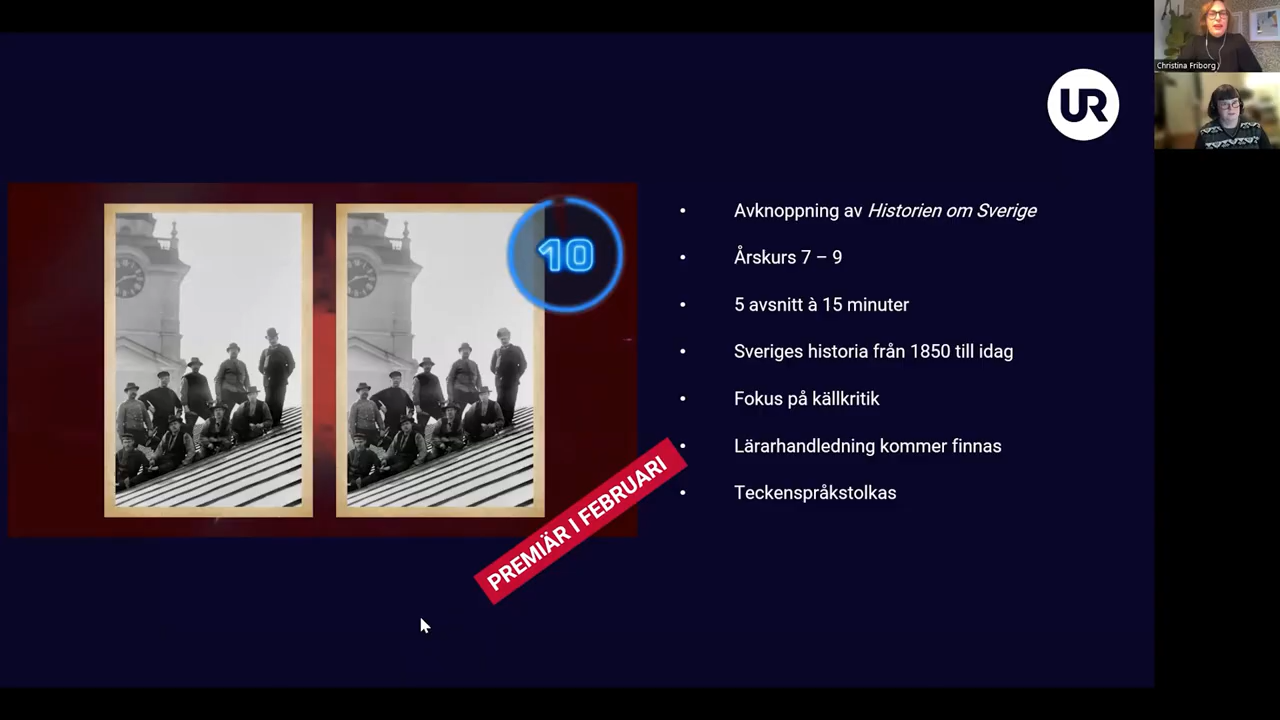 Christina Friborg
UR
10
Avknoppning av Historien om Sverige
Årskurs 7 – 9
5 avsnitt à 15 minuter
Sveriges historia från 1850 till idag
Fokus på källkritik
Lärarhandledning kommer finnas
Teckenspråkstolkas
PREMIÄR I FEBRUARI